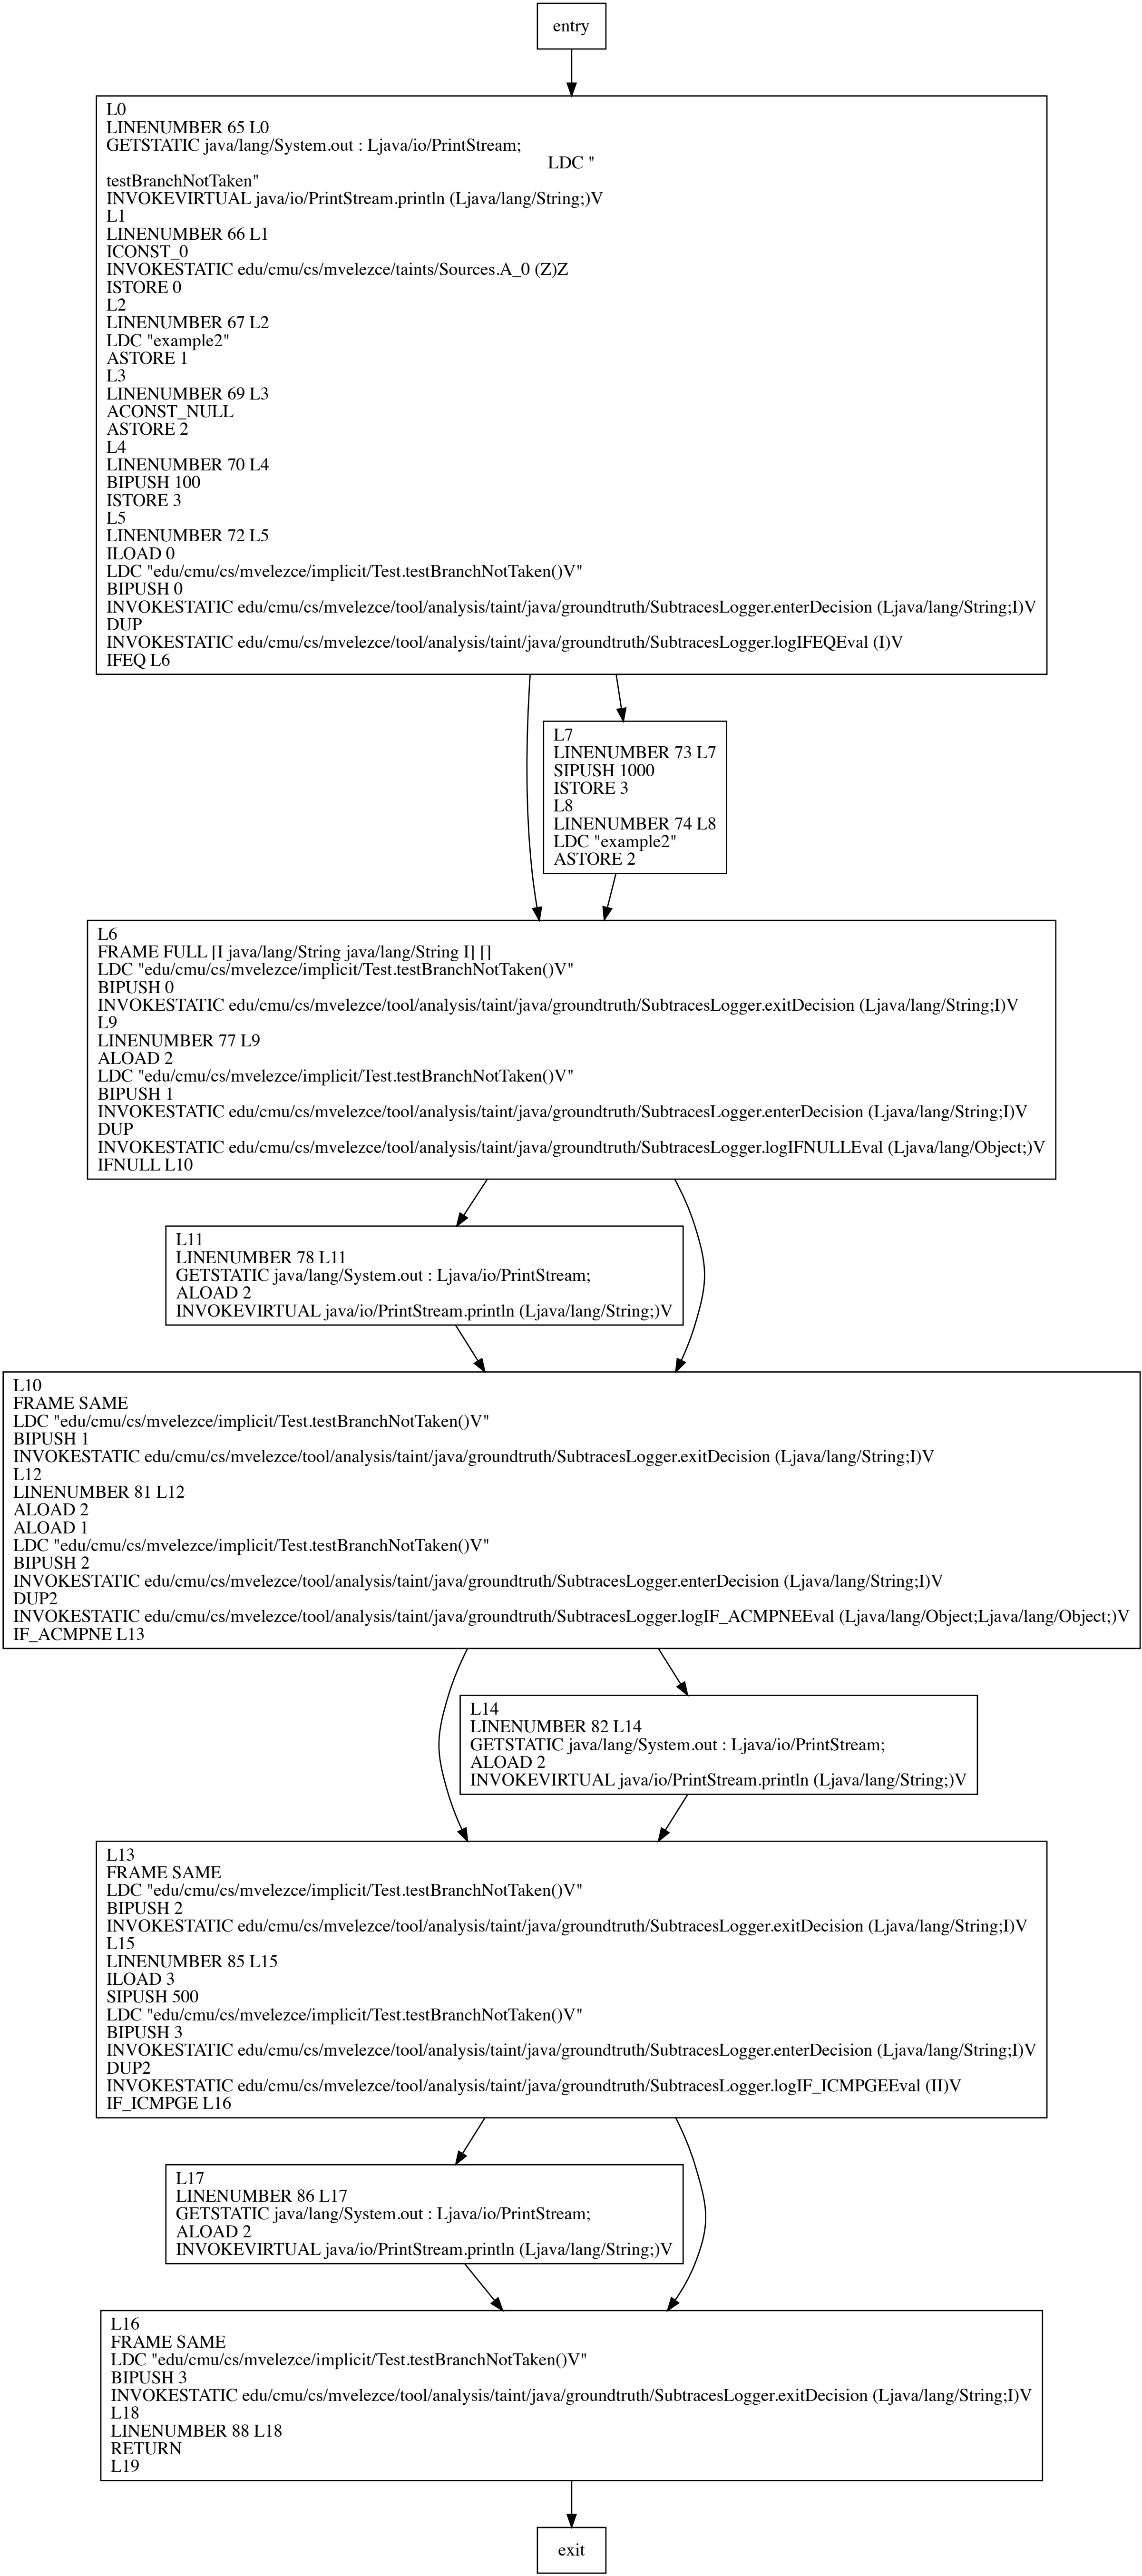 entry
L0
LINENUMBER 65 L0
GETSTATIC java/lang/System.out : Ljava/io/PrintStream;
LDC "
testBranchNotTaken"
INVOKEVIRTUAL java/io/PrintStream.println (Ljava/lang/String;)V
L1
LINENUMBER 66 L1
ICONST_0
INVOKESTATIC edu/cmu/cs/mvelezce/taints/Sources.A_0 (Z)Z
ISTORE 0
L2
LINENUMBER 67 L2
LDC "example2"
ASTORE 1
L3
LINENUMBER 69 L3
ACONST_NULL
ASTORE 2
L4
LINENUMBER 70 L4
BIPUSH 100
ISTORE 3
L5
LINENUMBER 72 L5
ILOAD 0
LDC "edu/cmu/cs/mvelezce/implicit/Test.testBranchNotTaken()V"
BIPUSH 0
INVOKESTATIC edu/cmu/cs/mvelezce/tool/analysis/taint/java/groundtruth/SubtracesLogger.enterDecision (Ljava/lang/String;I)V
DUP
INVOKESTATIC edu/cmu/cs/mvelezce/tool/analysis/taint/java/groundtruth/SubtracesLogger.logIFEQEval (I)V
IFEQ L6
L7
LINENUMBER 73 L7
SIPUSH 1000
ISTORE 3
L8
LINENUMBER 74 L8
LDC "example2"
ASTORE 2
L6
FRAME FULL [I java/lang/String java/lang/String I] []
LDC "edu/cmu/cs/mvelezce/implicit/Test.testBranchNotTaken()V"
BIPUSH 0
INVOKESTATIC edu/cmu/cs/mvelezce/tool/analysis/taint/java/groundtruth/SubtracesLogger.exitDecision (Ljava/lang/String;I)V
L9
LINENUMBER 77 L9
ALOAD 2
LDC "edu/cmu/cs/mvelezce/implicit/Test.testBranchNotTaken()V"
BIPUSH 1
INVOKESTATIC edu/cmu/cs/mvelezce/tool/analysis/taint/java/groundtruth/SubtracesLogger.enterDecision (Ljava/lang/String;I)V
DUP
INVOKESTATIC edu/cmu/cs/mvelezce/tool/analysis/taint/java/groundtruth/SubtracesLogger.logIFNULLEval (Ljava/lang/Object;)V
IFNULL L10
L11
LINENUMBER 78 L11
GETSTATIC java/lang/System.out : Ljava/io/PrintStream;
ALOAD 2
INVOKEVIRTUAL java/io/PrintStream.println (Ljava/lang/String;)V
L10
FRAME SAME
LDC "edu/cmu/cs/mvelezce/implicit/Test.testBranchNotTaken()V"
BIPUSH 1
INVOKESTATIC edu/cmu/cs/mvelezce/tool/analysis/taint/java/groundtruth/SubtracesLogger.exitDecision (Ljava/lang/String;I)V
L12
LINENUMBER 81 L12
ALOAD 2
ALOAD 1
LDC "edu/cmu/cs/mvelezce/implicit/Test.testBranchNotTaken()V"
BIPUSH 2
INVOKESTATIC edu/cmu/cs/mvelezce/tool/analysis/taint/java/groundtruth/SubtracesLogger.enterDecision (Ljava/lang/String;I)V
DUP2
INVOKESTATIC edu/cmu/cs/mvelezce/tool/analysis/taint/java/groundtruth/SubtracesLogger.logIF_ACMPNEEval (Ljava/lang/Object;Ljava/lang/Object;)V
IF_ACMPNE L13
L14
LINENUMBER 82 L14
GETSTATIC java/lang/System.out : Ljava/io/PrintStream;
ALOAD 2
INVOKEVIRTUAL java/io/PrintStream.println (Ljava/lang/String;)V
L13
FRAME SAME
LDC "edu/cmu/cs/mvelezce/implicit/Test.testBranchNotTaken()V"
BIPUSH 2
INVOKESTATIC edu/cmu/cs/mvelezce/tool/analysis/taint/java/groundtruth/SubtracesLogger.exitDecision (Ljava/lang/String;I)V
L15
LINENUMBER 85 L15
ILOAD 3
SIPUSH 500
LDC "edu/cmu/cs/mvelezce/implicit/Test.testBranchNotTaken()V"
BIPUSH 3
INVOKESTATIC edu/cmu/cs/mvelezce/tool/analysis/taint/java/groundtruth/SubtracesLogger.enterDecision (Ljava/lang/String;I)V
DUP2
INVOKESTATIC edu/cmu/cs/mvelezce/tool/analysis/taint/java/groundtruth/SubtracesLogger.logIF_ICMPGEEval (II)V
IF_ICMPGE L16
L17
LINENUMBER 86 L17
GETSTATIC java/lang/System.out : Ljava/io/PrintStream;
ALOAD 2
INVOKEVIRTUAL java/io/PrintStream.println (Ljava/lang/String;)V
L16
FRAME SAME
LDC "edu/cmu/cs/mvelezce/implicit/Test.testBranchNotTaken()V"
BIPUSH 3
INVOKESTATIC edu/cmu/cs/mvelezce/tool/analysis/taint/java/groundtruth/SubtracesLogger.exitDecision (Ljava/lang/String;I)V
L18
LINENUMBER 88 L18
RETURN
L19
exit